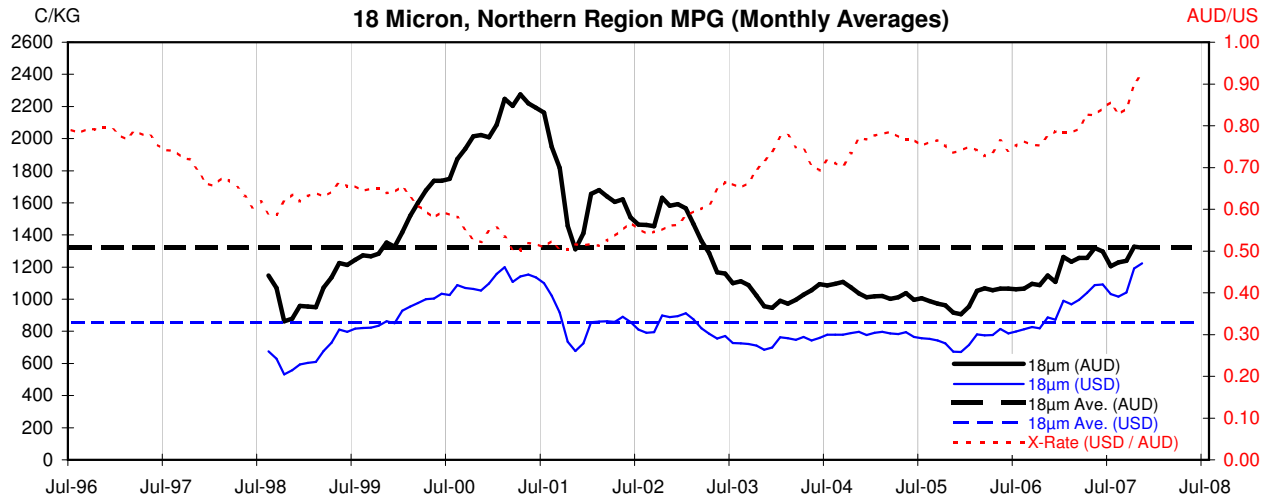 C/KG
18 Micron, Northern Region MPG (Monthly Averages)
AUD/US
2600
2400
2200
2000
1800
1600
1400
1200
1000
800
600
400
200
0
1.00
0.90
0.80
0.70
0.60
0.50
0.40
0.30
0.20
0.10
0.00
18µm (AUD)
18µm (USD)
18µm Ave. (AUD)
18µm Ave. (USD)
X-Rate (USD / AUD)
Jul-96 Jul-97 Jul-98 Jul-99 Jul-00 Jul-01 Jul-02 Jul-03 Jul-04 Jul-05 Jul-06 Jul-07 Jul-08